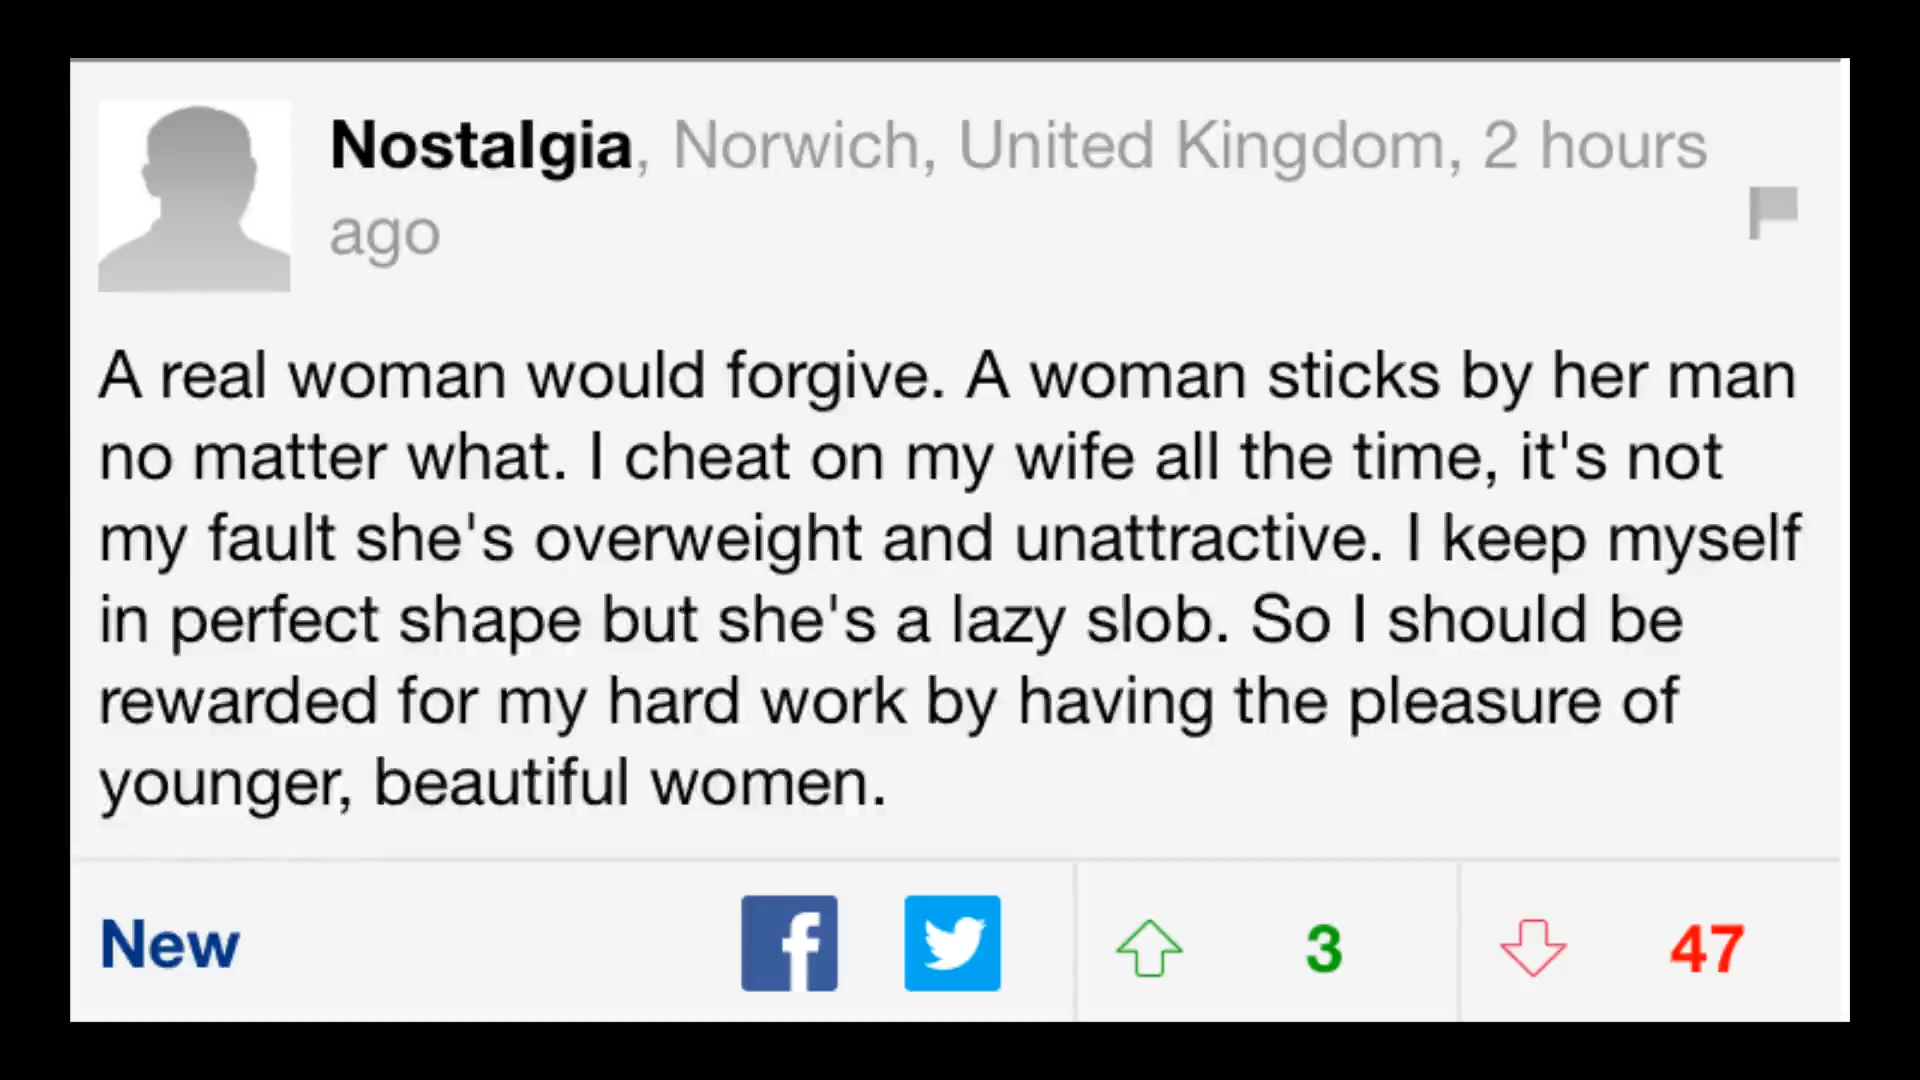 Nostalgia, Norwich, United Kingdom, 2 hours
ago
A real woman would forgive. A woman sticks by her man
no matter what. I cheat on my wife all the time, it's not
my fault she's overweight and unattractive. I keep myself
in perfect shape but she's a lazy slob. So I should be
rewarded for my hard work by having the pleasure of
younger, beautiful women.
New 3 47